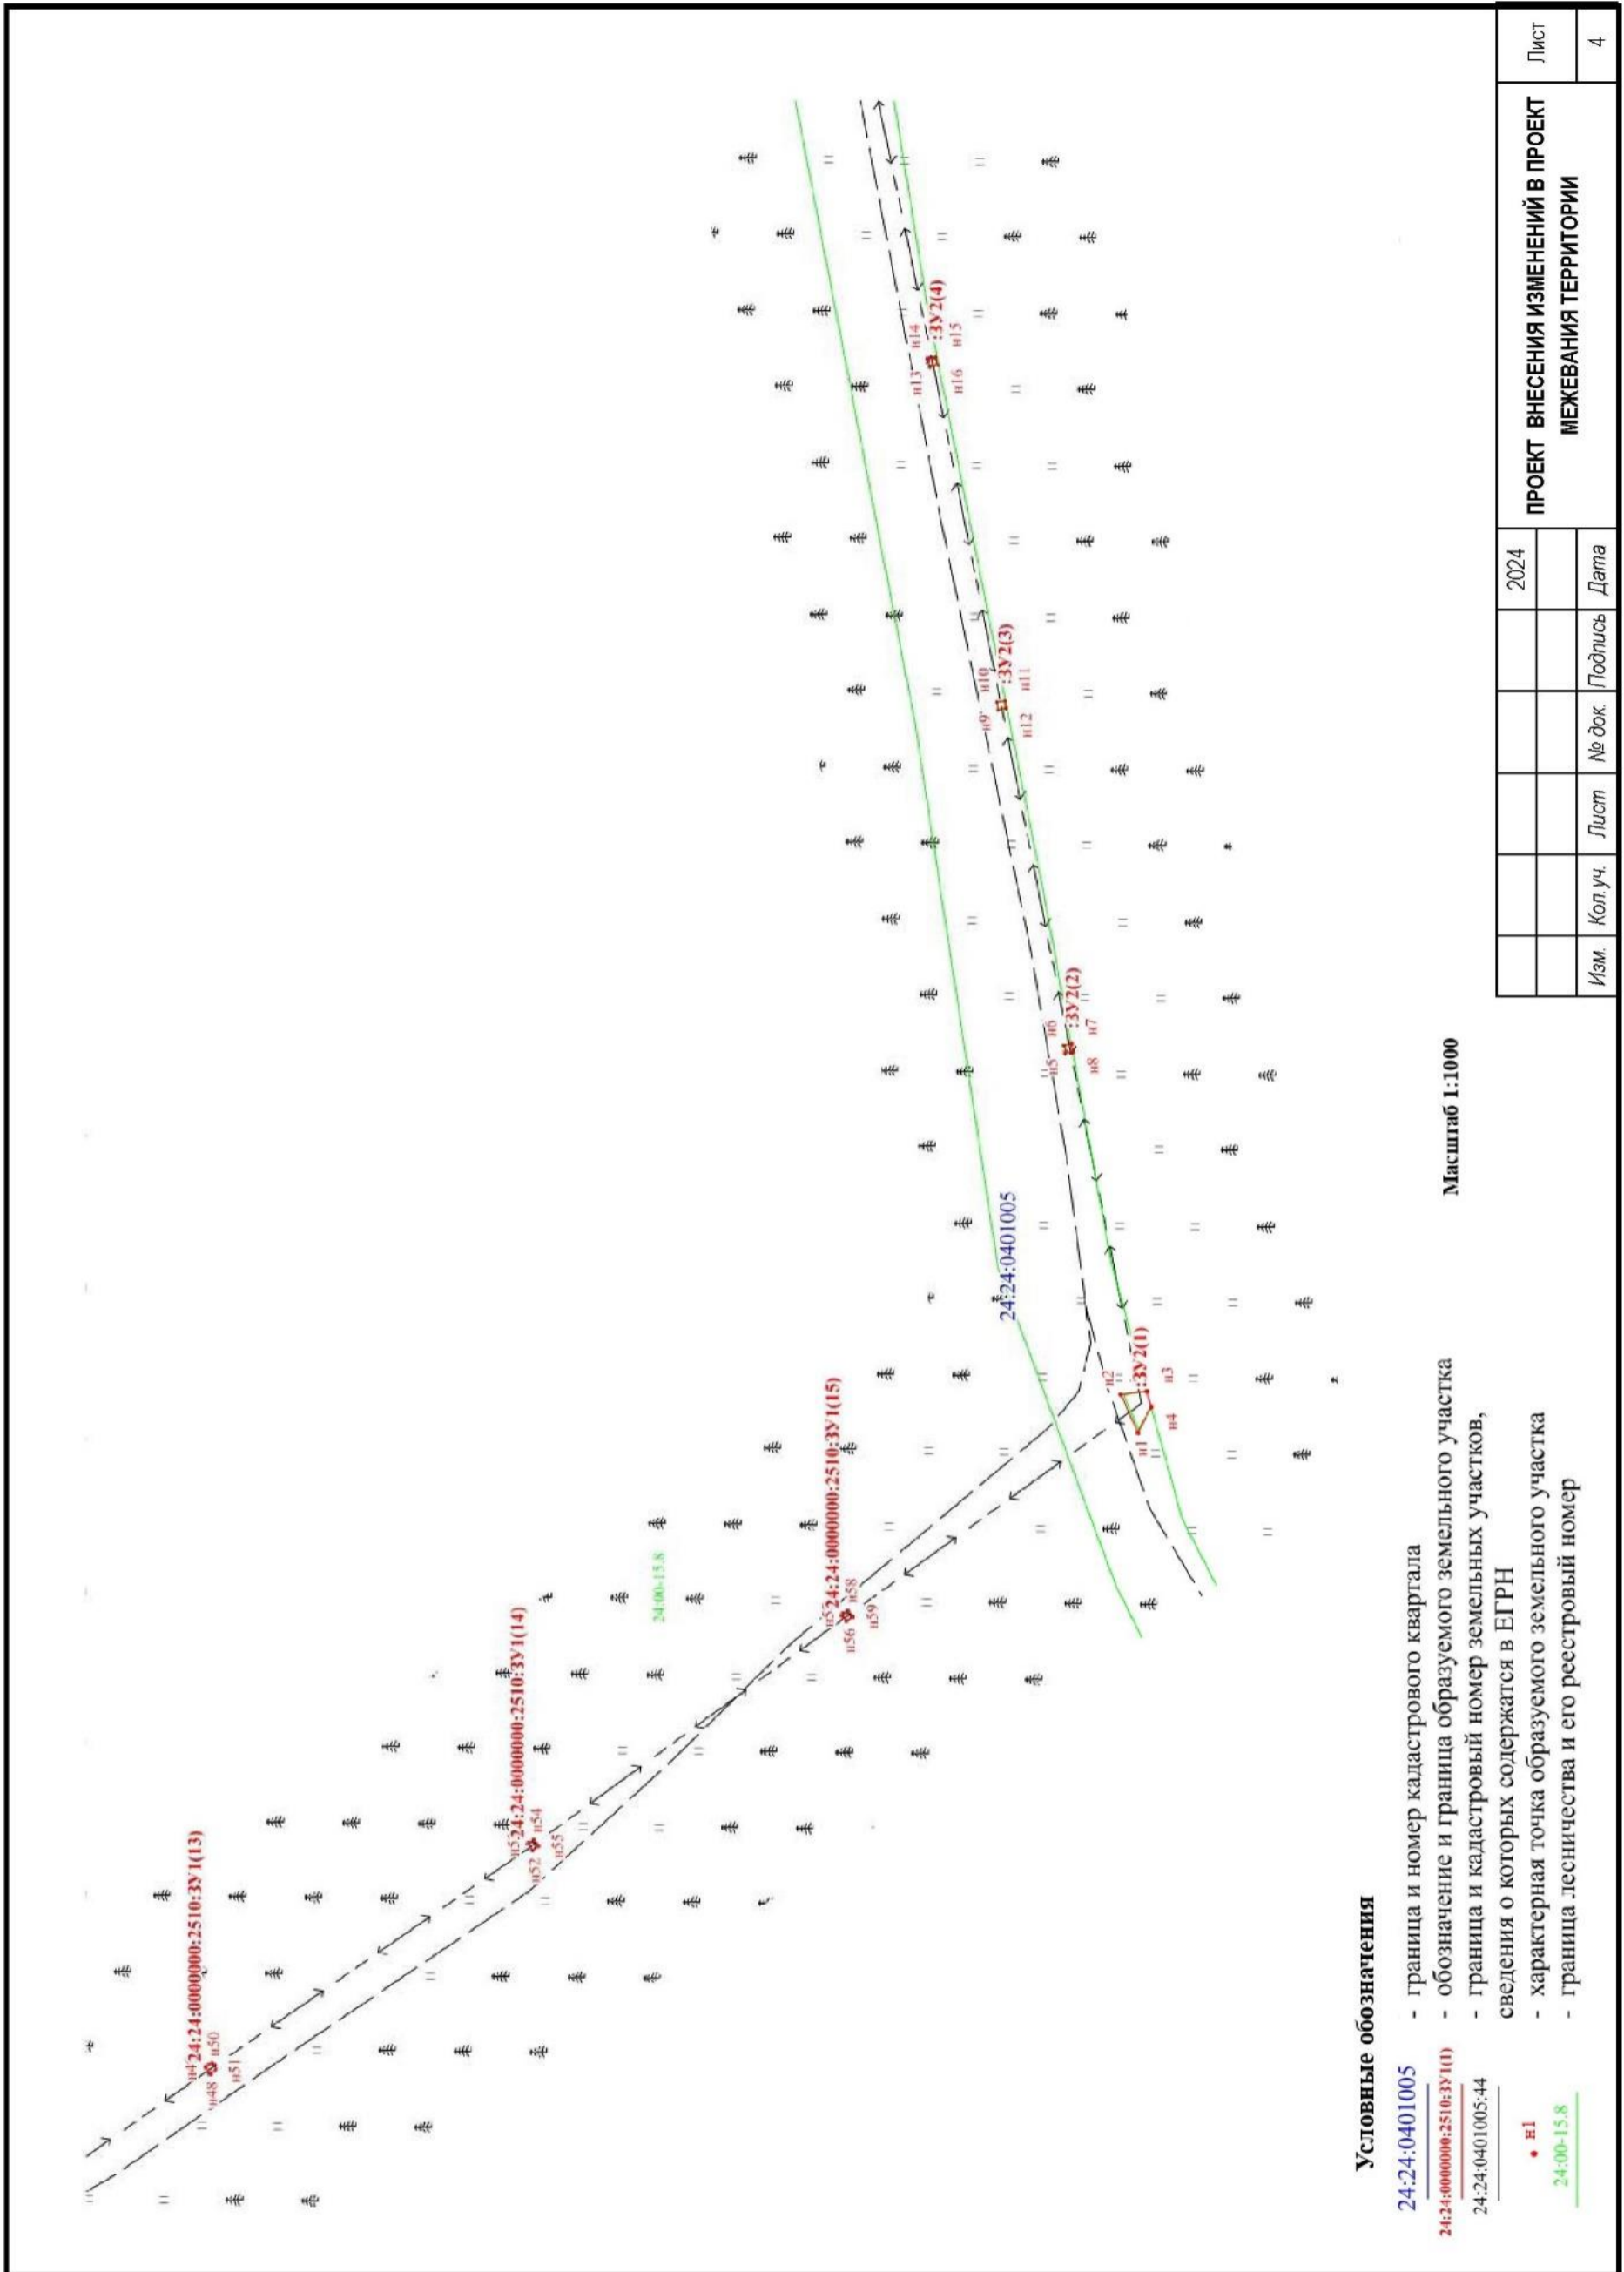 24:24:0000000:2510:ЗУ1(13)
н48
н50
н51
24:24:0000000:2510:ЗУ1(14)
н52
н54
н55
24:00-15.8
24:24:0000000:2510:ЗУ1(15)
н56
н58
н59
24:24:0401005
н1
н2
:ЗУ2(1)
н3
н4
н5
н6
:ЗУ2(2)
н7
н8
н9
н10
:ЗУ2(3)
н11
н12
н13
н14
:ЗУ2(4)
н15
н16
Условные обозначения
24:24:0401005 - граница и номер кадастрового квартала
24:24:0000000:2510:ЗУ1(1) - обозначение и граница образуемого земельного участка
24:24:0401005:44 - граница и кадастровый номер земельных участков,
сведения о которых содержатся в ЕГРН
н1 - характерная точка образуемого земельного участка
24:00-15.8 - граница лесничества и его реестровый номер
Масштаб 1:1000
2024
Изм. Кол.уч. Лист № док. Подпись Дата
ПРОЕКТ ВНЕСЕНИЯ ИЗМЕНЕНИЙ В ПРОЕКТ
МЕЖЕВАНИЯ ТЕРРИТОРИИ
Лист
4